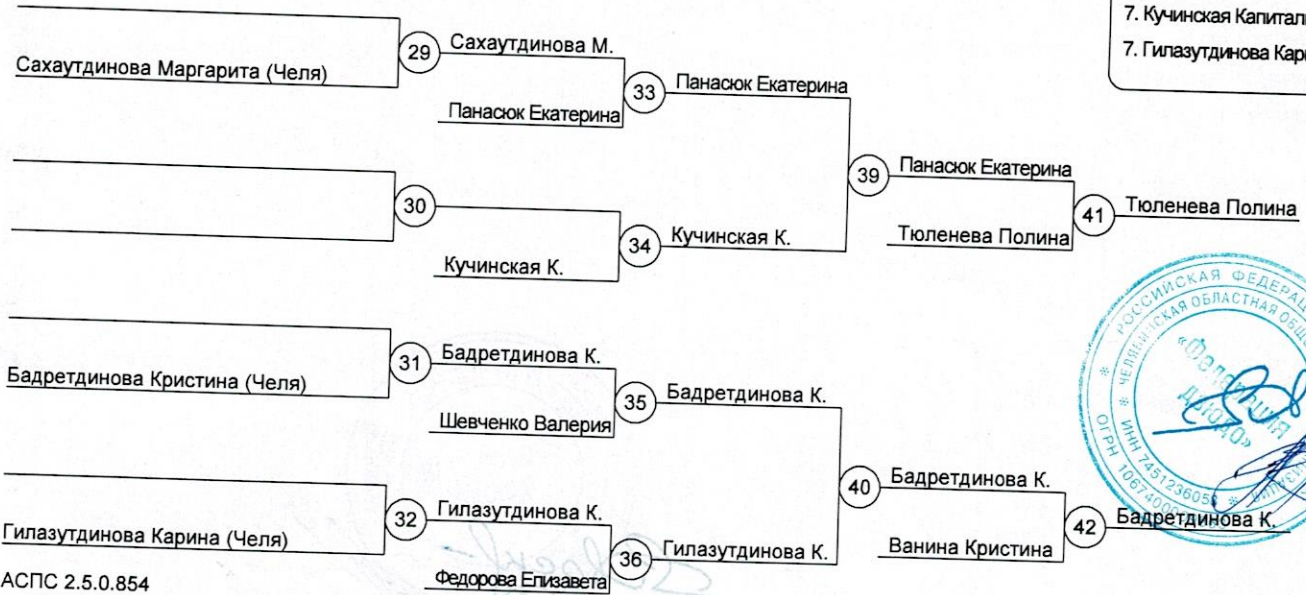 7. Кучинская
7. Гилазутдинова
29 Сахаутдинова М.
Сахаутдинова Маргарита (Челя)
33 Панасюк Екатерина
Панасюк Екатерина
39 Панасюк Екатерина
30
41 Тюленева Полина
Тюленева Полина
34 Кучинская К.
Кучинская К.
31 Бадретдинова К.
Бадретдинова Кристина (Челя)
35 Бадретдинова К.
Шевченко Валерия
40 Бадретдинова К.
32 Гилазутдинова К.
Гилазутдинова Карина (Челя)
42 Бадретдинова К.
Ванина Кристина
36 Гилазутдинова К.
Федорова Елизавета
АСПС 2.5.0.854
РОССИЙСКАЯ
ЧЕЛЯБИНСКАЯ ОБЛАСТНАЯ
«Федерация
дзюдо»
ИНН
ОГРН